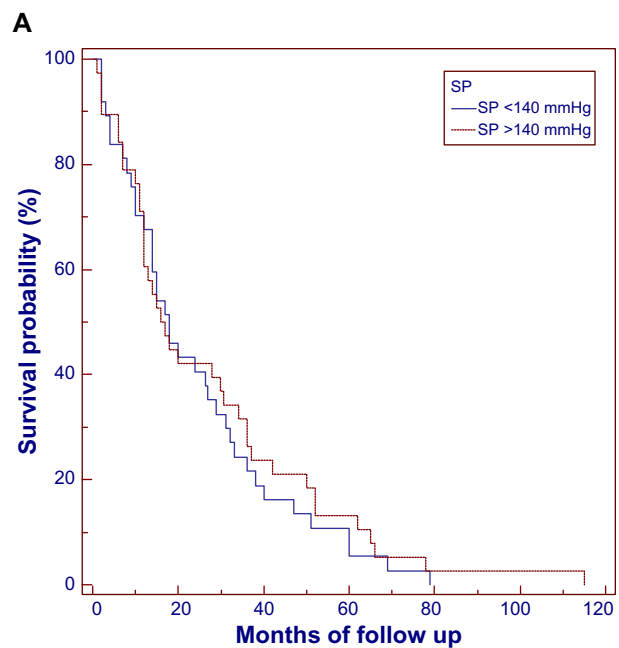 A
SP
SP <140 mmHg
SP >140 mmHg
Survival probability (%)
100
80
60
40
20
0
0 20 40 60 80 100 120
Months of follow up